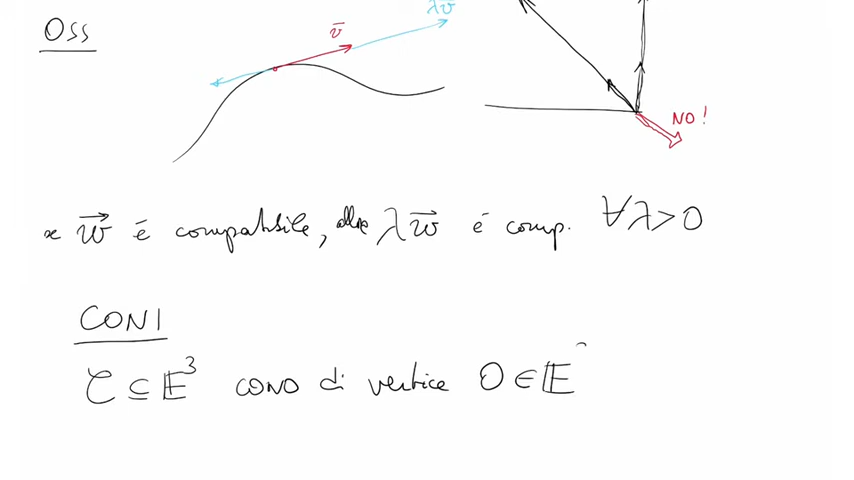 OSS
v̄
λv̄
NO!
se w⃗ è compatibile, allora λw⃗ è comp. ∀λ>0
CONI
C ⊆ 𝔼³ cono di vertice O ∈ 𝔼